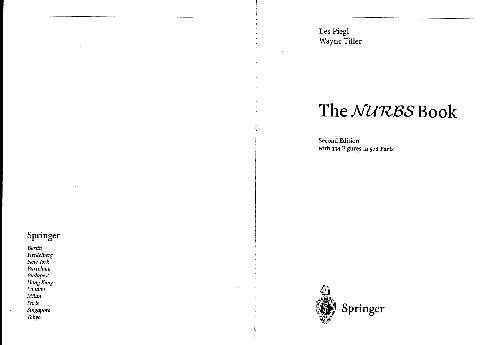 Springer
Berlin
Heidelberg
New York
Barcelona
Budapest
Hong Kong
London
Milan
Paris
Singapore
Tokyo
Les Piegl
Wayne Tiller
The NURBS Book
Second Edition
with 334 Figures in 578 Parts
Springer